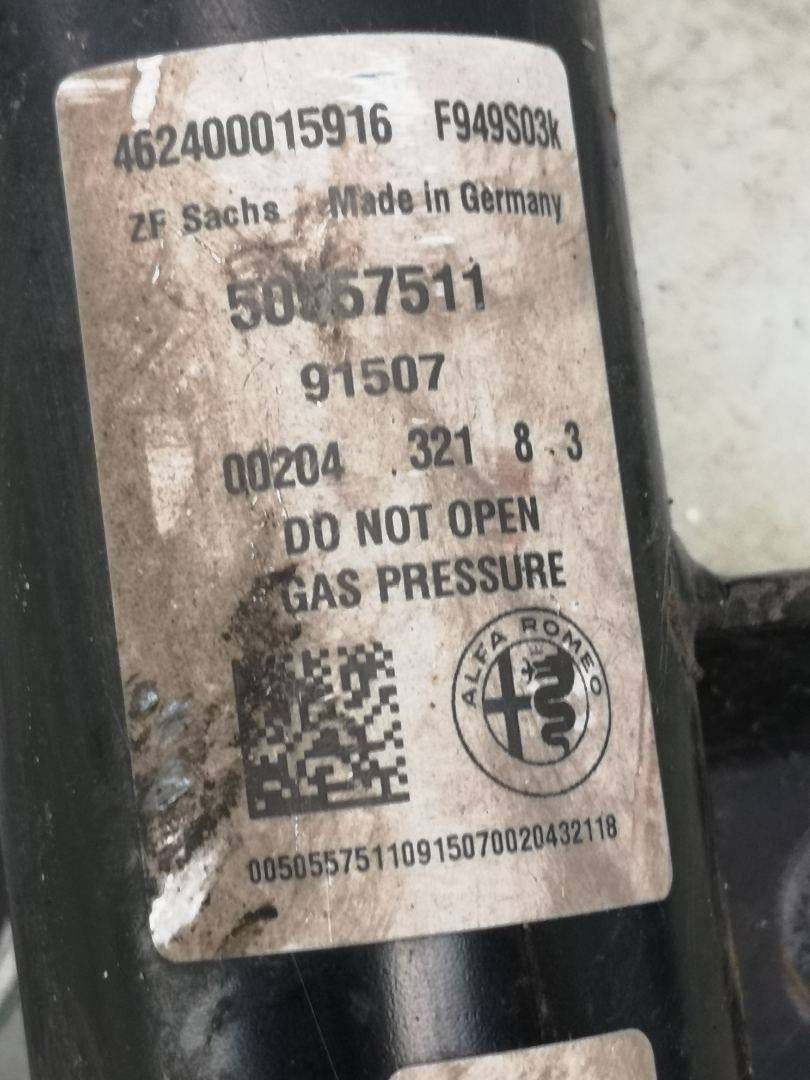 462400015916 F949S03k
ZF Sachs Made in Germany
50557511
91507
00204 .321 8.3
DO NOT OPEN
GAS PRESSURE
ALFA ROMEO
00505575110915070020432118